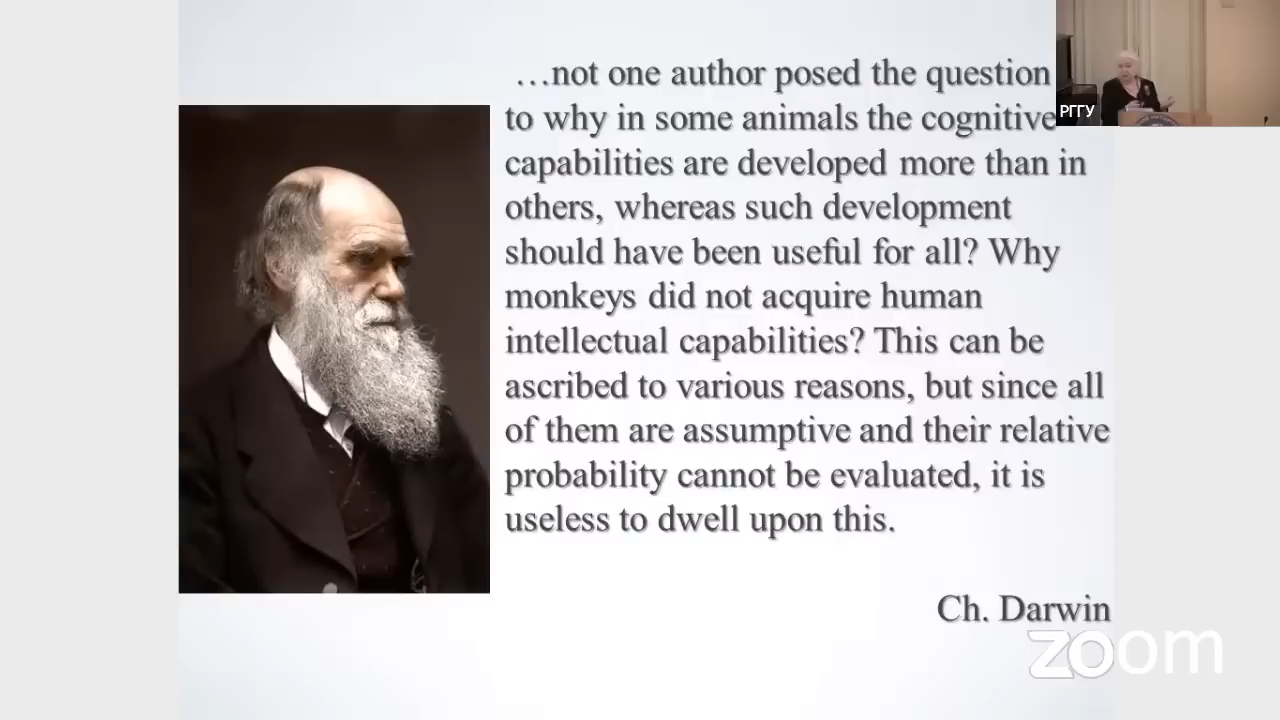 …not one author posed the question
to why in some animals the cognitive
capabilities are developed more than in
others, whereas such development
should have been useful for all? Why
monkeys did not acquire human
intellectual capabilities? This can be
ascribed to various reasons, but since all
of them are assumptive and their relative
probability cannot be evaluated, it is
useless to dwell upon this.
Ch. Darwin
РГГУ
zoom